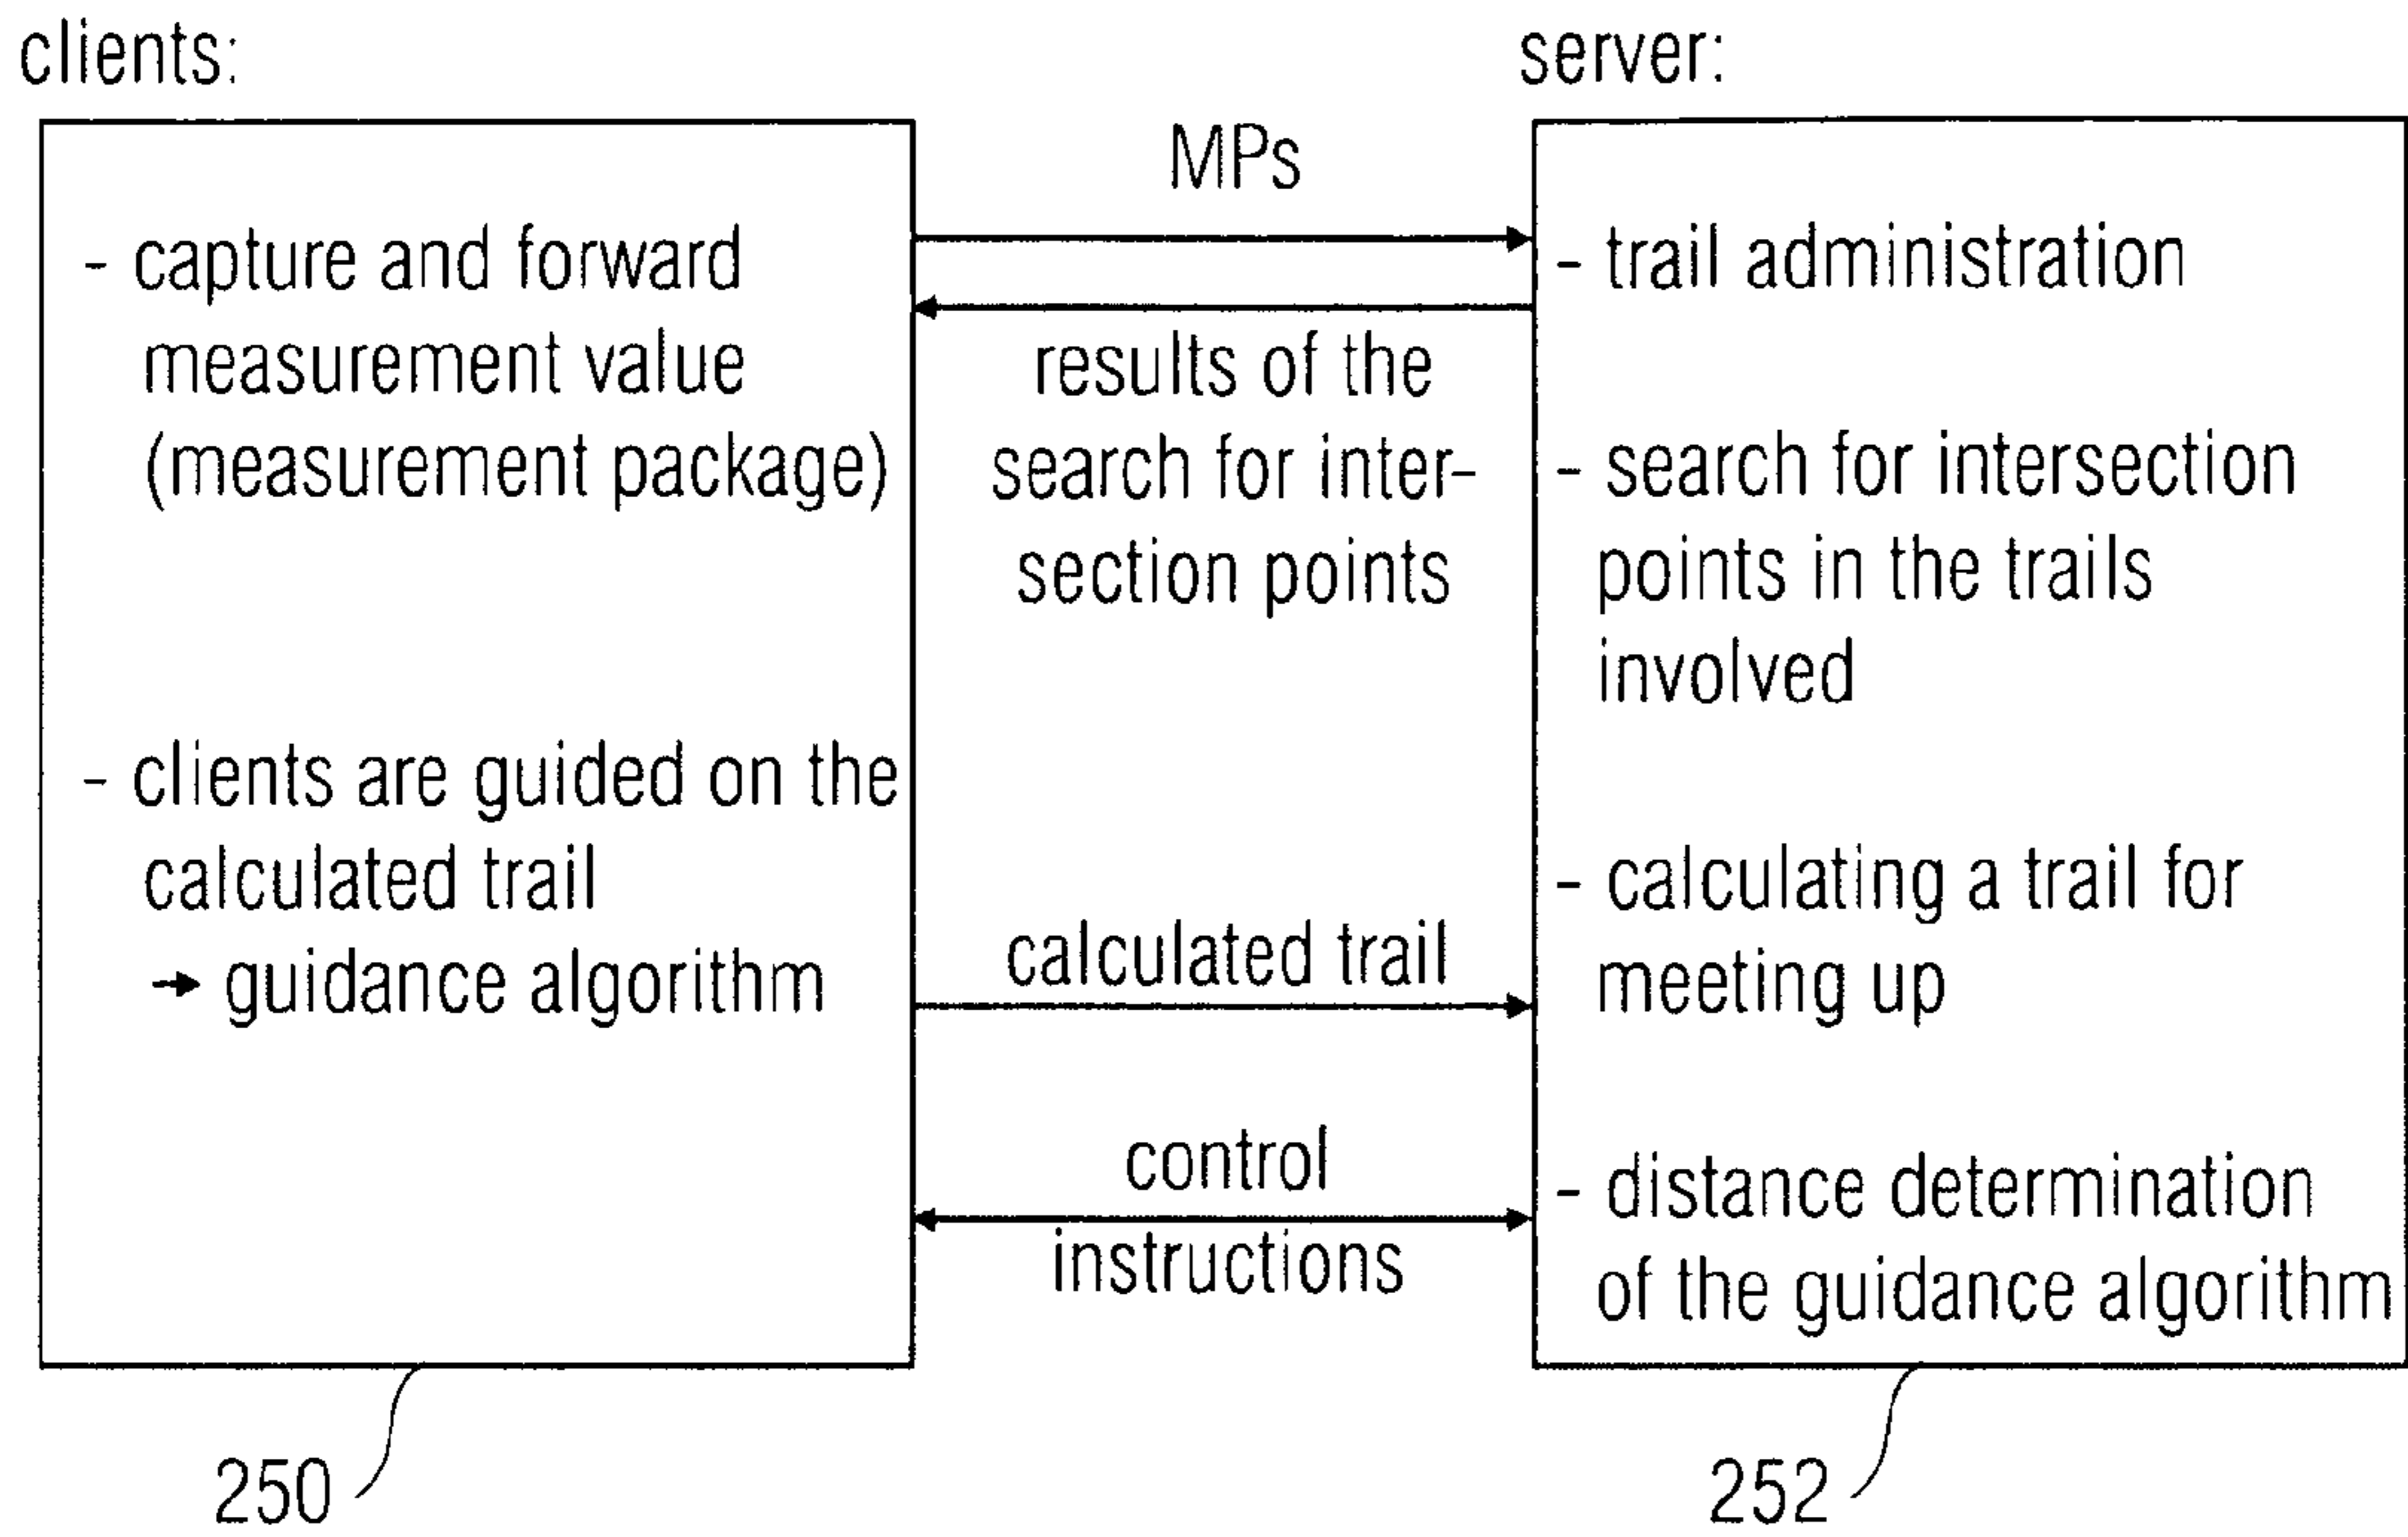 clients:
- capture and forward
measurement value
(measurement package)
- clients are guided on the
calculated trail
→ guidance algorithm
250
MPs
results of the
search for inter-
section points
calculated trail
control
instructions
server:
- trail administration
- search for intersection
points in the trails
involved
- calculating a trail for
meeting up
- distance determination
of the guidance algorithm
252